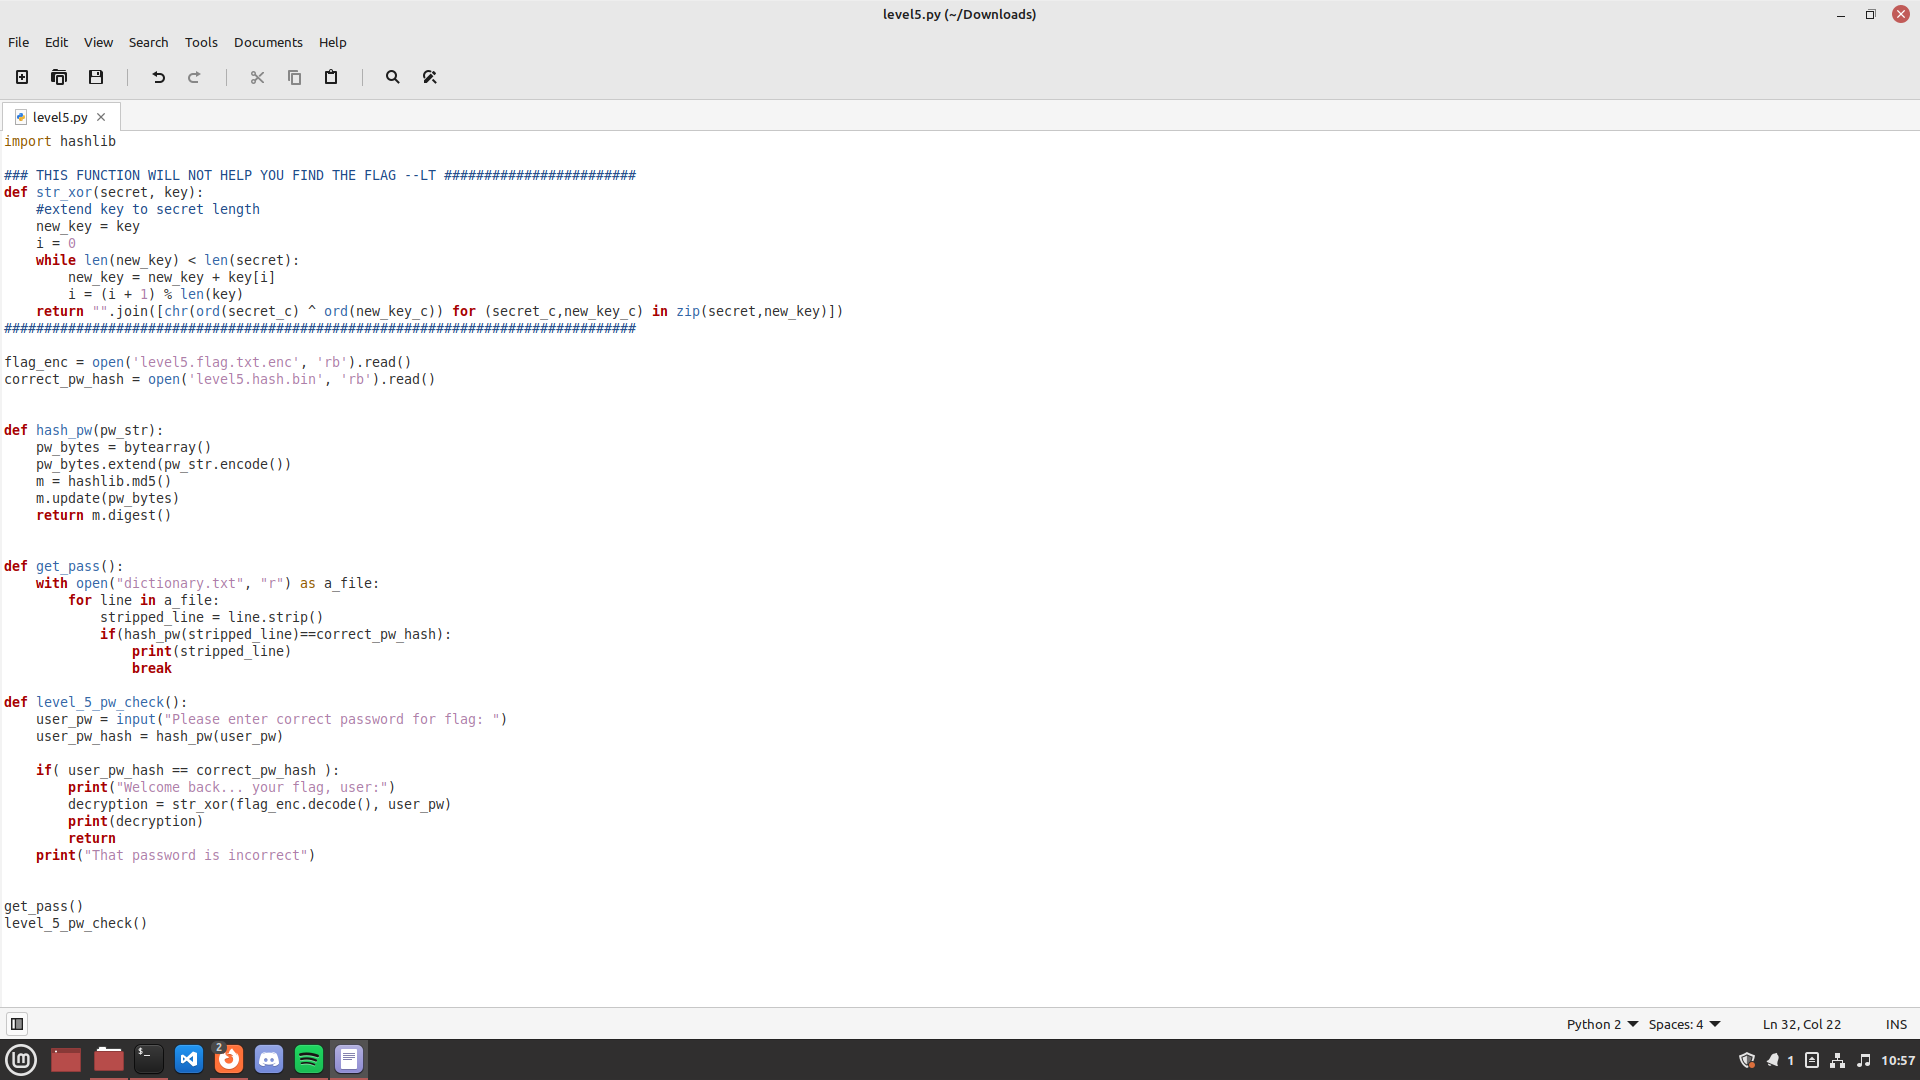 level5.py (~/Downloads)
File Edit View Search Tools Documents Help
level5.py
import hashlib
### THIS FUNCTION WILL NOT HELP YOU FIND THE FLAG --LT ########################
def str_xor(secret, key):
    #extend key to secret length
    new_key = key
    i = 0
    while len(new_key) < len(secret):
        new_key = new_key + key[i]
        i = (i + 1) % len(key)
    return "".join([chr(ord(secret_c) ^ ord(new_key_c)) for (secret_c,new_key_c) in zip(secret,new_key)])
###############################################################################
flag_enc = open('level5.flag.txt.enc', 'rb').read()
correct_pw_hash = open('level5.hash.bin', 'rb').read()
def hash_pw(pw_str):
    pw_bytes = bytearray()
    pw_bytes.extend(pw_str.encode())
    m = hashlib.md5()
    m.update(pw_bytes)
    return m.digest()
def get_pass():
    with open("dictionary.txt", "r") as a_file:
        for line in a_file:
            stripped_line = line.strip()
            if(hash_pw(stripped_line)==correct_pw_hash):
                print(stripped_line)
                break
def level_5_pw_check():
    user_pw = input("Please enter correct password for flag: ")
    user_pw_hash = hash_pw(user_pw)
    if( user_pw_hash == correct_pw_hash ):
        print("Welcome back... your flag, user:")
        decryption = str_xor(flag_enc.decode(), user_pw)
        print(decryption)
        return
    print("That password is incorrect")
get_pass()
level_5_pw_check()
Python 2 Spaces: 4 Ln 32, Col 22 INS
$_ 2 1 10:57